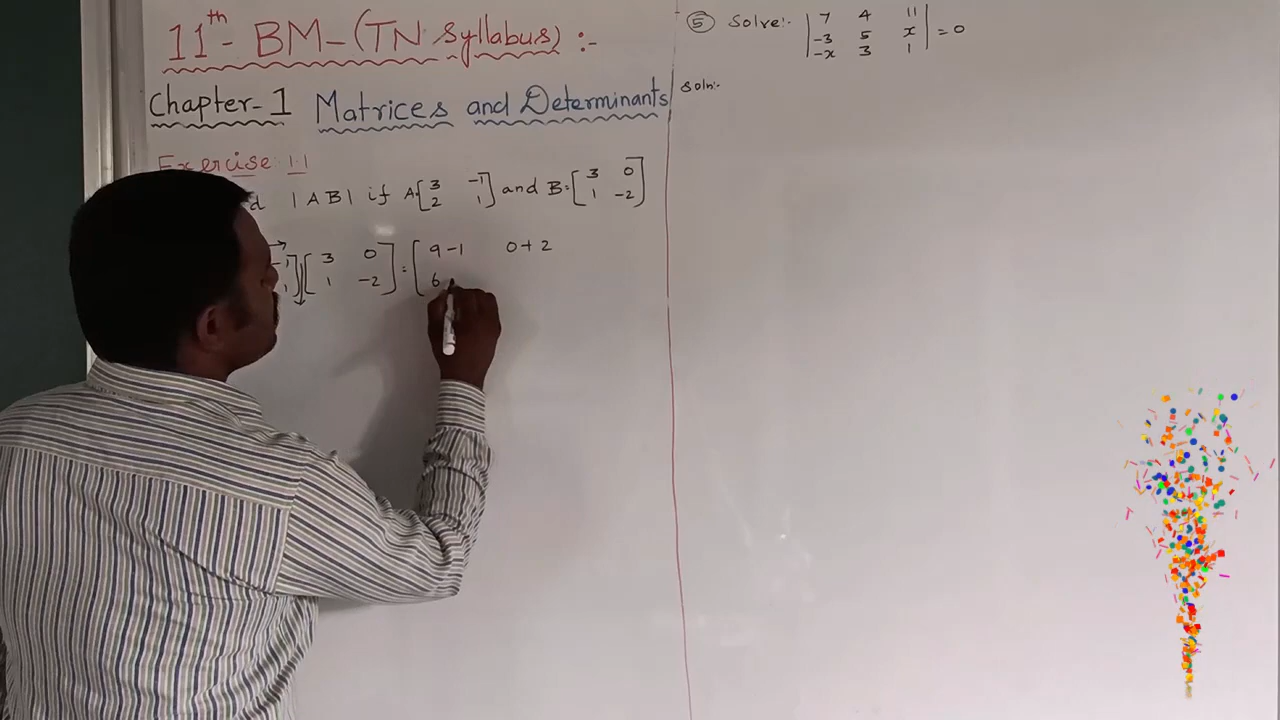 11th - BM - (TN Syllabus) :-
Chapter - 1 Matrices and Determinants
Exercise 1.1
|AB| if A [3 -1 and B = [3 0
2 1] 1 -2]
-1] [3 0 = [9-1 0+2
1] 1 -2] 6
⑤ Solve:- |7 4 11|
-3 5 x = 0
-x 3 1
Soln:-